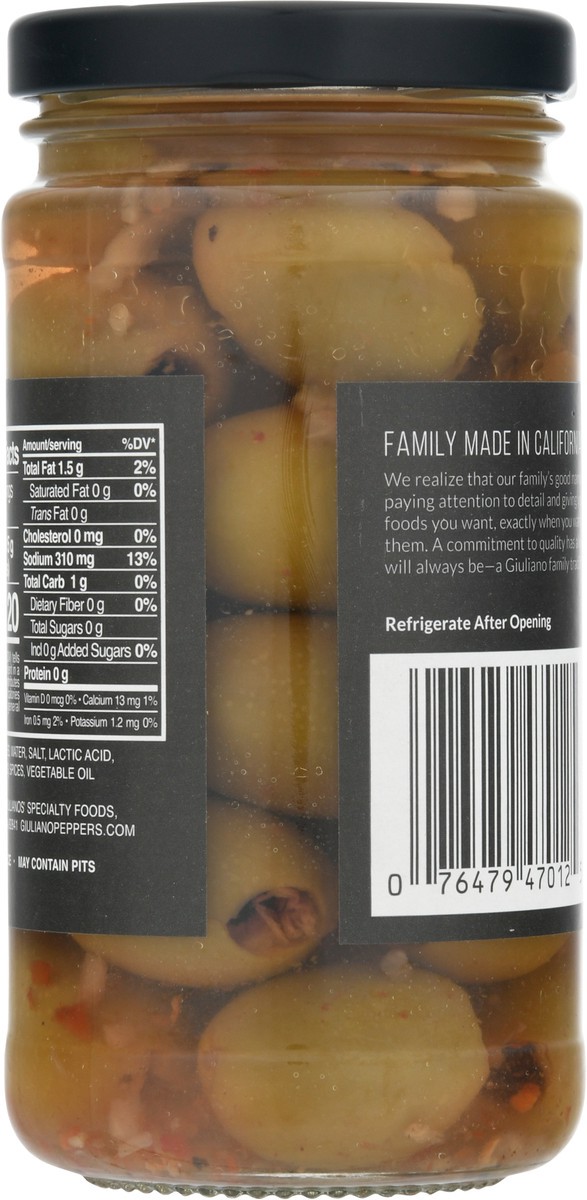 Amount/serving %DV*
Total Fat 1.5 g 2%
Saturated Fat 0 g 0%
Trans Fat 0 g
Cholesterol 0 mg 0%
Sodium 310 mg 13%
Total Carb 1 g 0%
Dietary Fiber 0 g 0%
Total Sugars 0 g
Incl 0 g Added Sugars 0%
Protein 0 g
Vitamin D 0 mcg 0% • Calcium 13 mg 1%
Iron 0.5 mg 2% • Potassium 1.2 mg 0%
WATER, SALT, LACTIC ACID,
SPICES, VEGETABLE OIL
SPECIALTY FOODS,
GIULIANOPEPPERS.COM
• MAY CONTAIN PITS
FAMILY MADE IN
We realize that our family's good
paying attention to detail and giving
foods you want, exactly when you
them. A commitment to quality has
will always be—a Giuliano family
Refrigerate After Opening
0 76479 47012